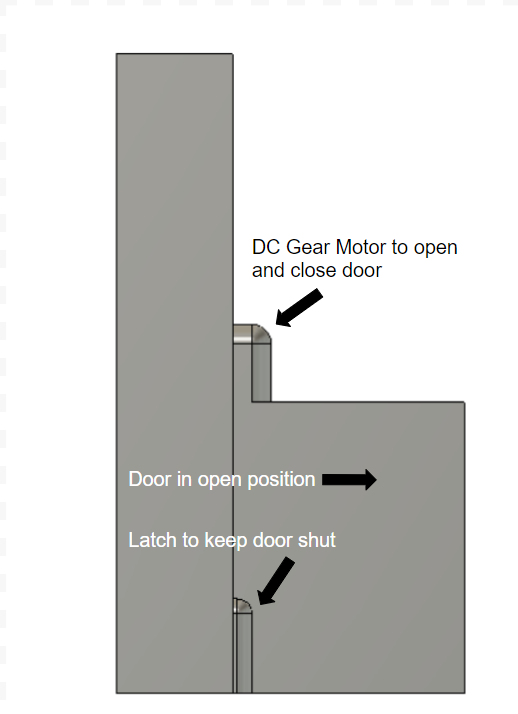 DC Gear Motor to open
and close door
Door in open position
Latch to keep door shut